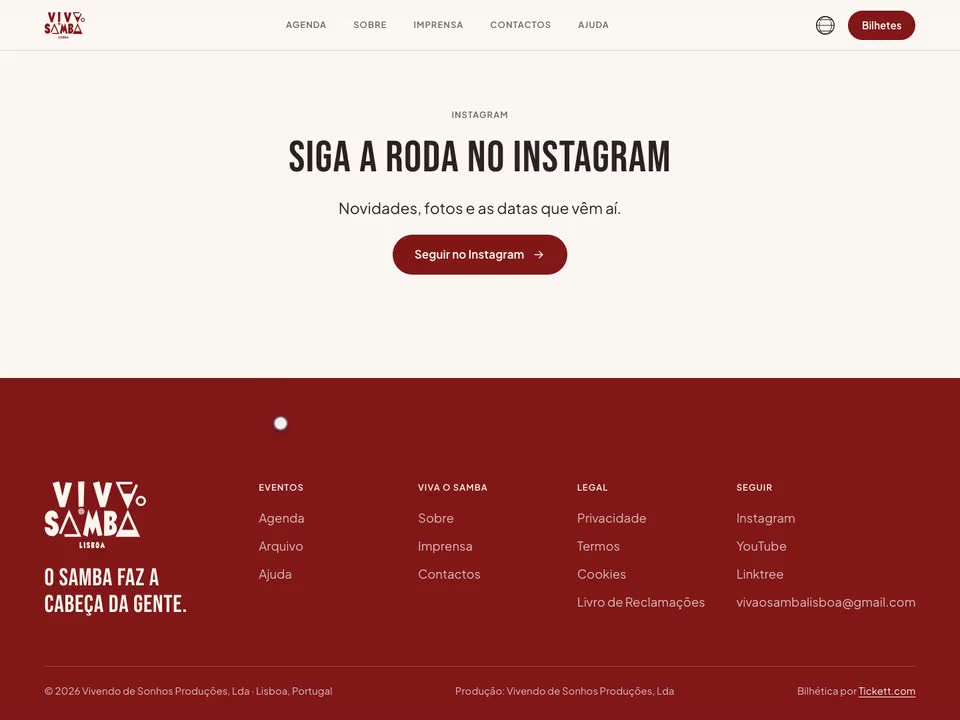 VIVA
SAMBA
LISBOA
AGENDA
SOBRE
IMPRENSA
CONTACTOS
AJUDA
Bilhetes
INSTAGRAM
SIGA A RODA NO INSTAGRAM
Novidades, fotos e as datas que vêm aí.
Seguir no Instagram →
VIVA
SAMBA
LISBOA
O SAMBA FAZ A
CABEÇA DA GENTE.
EVENTOS
Agenda
Arquivo
Ajuda
VIVA O SAMBA
Sobre
Imprensa
Contactos
LEGAL
Privacidade
Termos
Cookies
Livro de Reclamações
SEGUIR
Instagram
YouTube
Linktree
vivaosambalisboa@gmail.com
© 2026 Vivendo de Sonhos Produções, Lda · Lisboa, Portugal
Produção: Vivendo de Sonhos Produções, Lda
Bilhética por Tickett.com